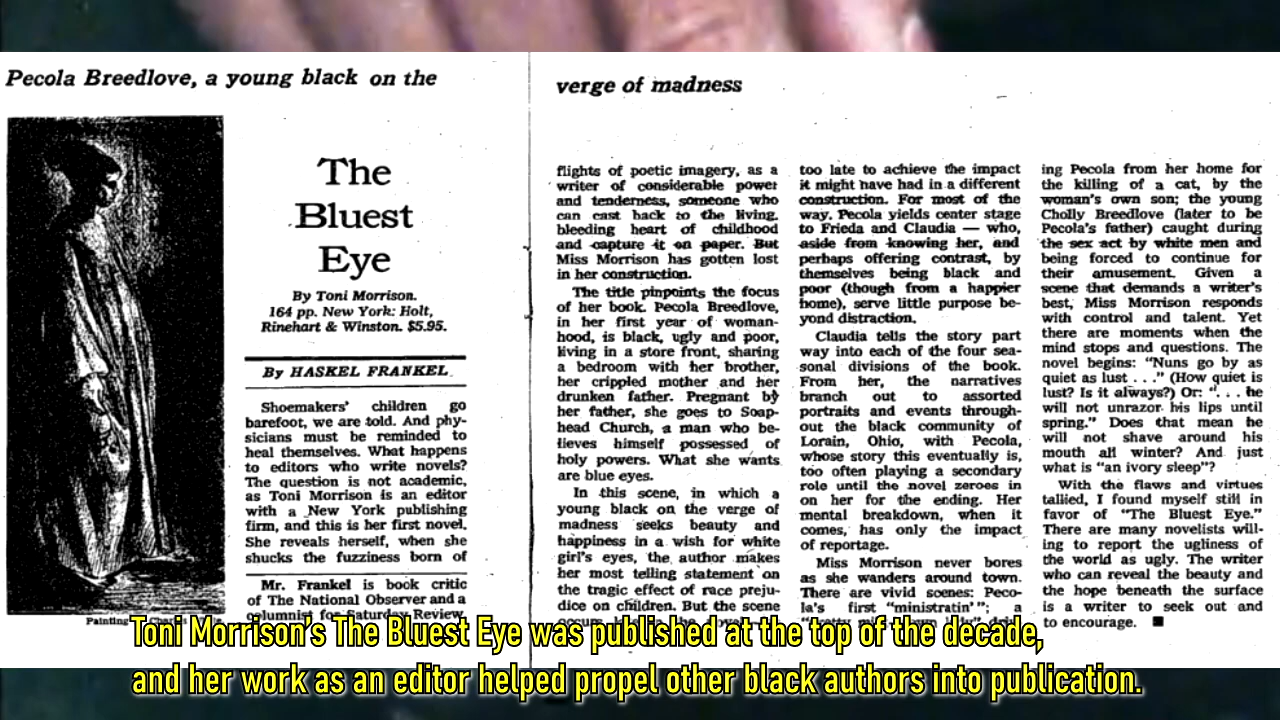 Pecola Breedlove, a young black on the
verge of madness
The
Bluest
Eye
By Toni Morrison.
164 pp. New York: Holt,
Rinehart & Winston. $5.95.
By HASKEL FRANKEL
Shoemakers' children go
barefoot, we are told. And phy-
sicians must be reminded to
heal themselves. What happens
to editors who write novels?
The question is not academic,
as Toni Morrison is an editor
with a New York publishing
firm, and this is her first novel.
She reveals herself, when she
shucks the fuzziness born of
Mr. Frankel is book critic
of The National Observer and a
columnist for Saturday Review.
Painting
flights of poetic imagery, as a
writer of considerable power
and tenderness, someone who
can cast back to the living,
bleeding heart of childhood
and capture it on paper. But
Miss Morrison has gotten lost
in her construction.
The title pinpoints the focus
of her book. Pecola Breedlove,
in her first year of woman-
hood, is black, ugly and poor,
living in a store front, sharing
a bedroom with her brother,
her crippled mother and her
drunken father. Pregnant by
her father, she goes to Soap-
head Church, a man who be-
lieves himself possessed of
holy powers. What she wants
are blue eyes.
In this scene, in which a
young black on the verge of
madness seeks beauty and
happiness in a wish for white
girl's eyes, the author makes
her most telling statement on
the tragic effect of race preju-
dice on children. But the scene
occurs
too late to achieve the impact
it might have had in a different
construction. For most of the
way, Pecola yields center stage
to Frieda and Claudia — who,
aside from knowing her, and
perhaps offering contrast, by
themselves being black and
poor (though from a happier
home), serve little purpose be-
yond distraction.
Claudia tells the story part
way into each of the four sea-
sonal divisions of the book.
From her, the narratives
branch out to assorted
portraits and events through-
out the black community of
Lorain, Ohio, with Pecola,
whose story this eventually is,
too often playing a secondary
role until the novel zeroes in
on her for the ending. Her
mental breakdown, when it
comes, has only the impact
of reportage.
Miss Morrison never bores
as she wanders around town.
There are vivid scenes: Peco-
la's first "ministratin'"; a
ing Pecola from her home for
the killing of a cat, by the
woman's own son; the young
Cholly Breedlove (later to be
Pecola's father) caught during
the sex act by white men and
being forced to continue for
their amusement. Given a
scene that demands a writer's
best, Miss Morrison responds
with control and talent. Yet
there are moments when the
mind stops and questions. The
novel begins: "Nuns go by as
quiet as lust . . ." (How quiet is
lust? Is it always?) Or: ". . . he
will not unrazor his lips until
spring." Does that mean he
will not shave around his
mouth all winter? And just
what is "an ivory sleep"?
With the flaws and virtues
tallied, I found myself still in
favor of "The Bluest Eye."
There are many novelists will-
ing to report the ugliness of
the world as ugly. The writer
who can reveal the beauty and
the hope beneath the surface
is a writer to seek out and
to encourage.
Toni Morrison's The Bluest Eye was published at the top of the decade,
and her work as an editor helped propel other black authors into publication.